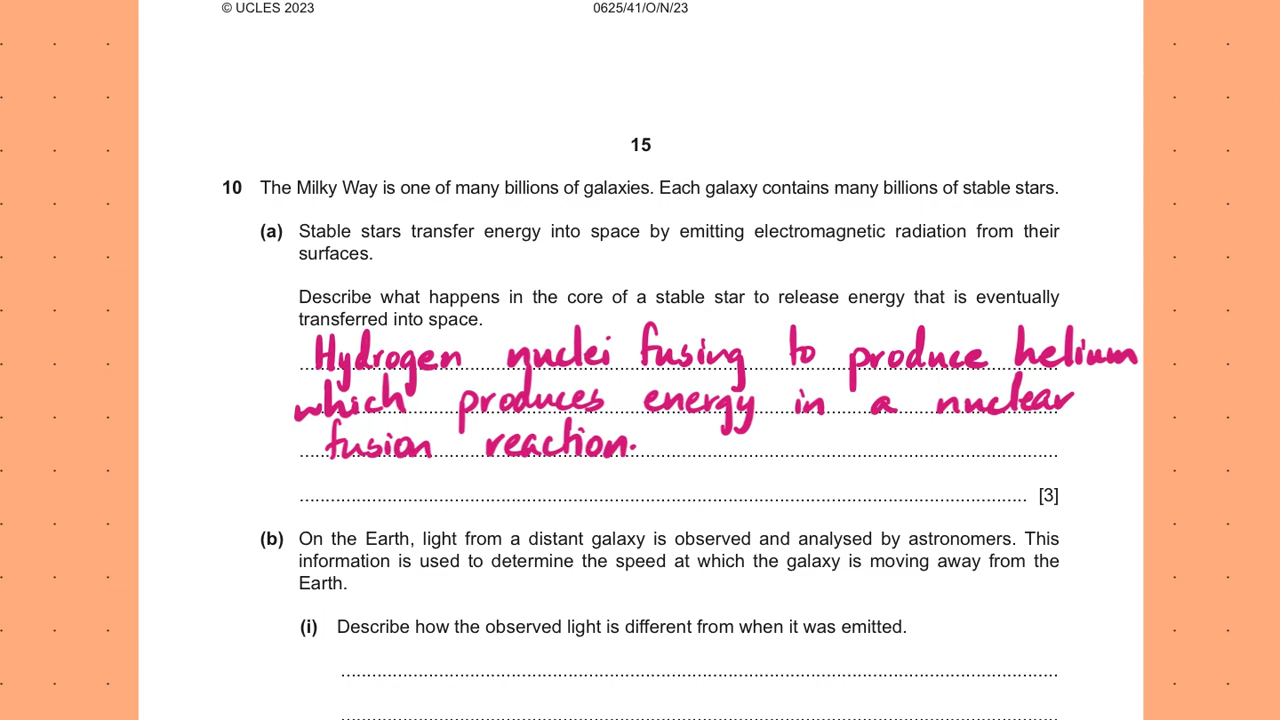 © UCLES 2023 0625/41/O/N/23
15
10 The Milky Way is one of many billions of galaxies. Each galaxy contains many billions of stable stars.
(a) Stable stars transfer energy into space by emitting electromagnetic radiation from their
surfaces.
Describe what happens in the core of a stable star to release energy that is eventually
transferred into space.
Hydrogen nuclei fusing to produce helium
which produces energy in a nuclear
fusion reaction.
[3]
(b) On the Earth, light from a distant galaxy is observed and analysed by astronomers. This
information is used to determine the speed at which the galaxy is moving away from the
Earth.
(i) Describe how the observed light is different from when it was emitted.